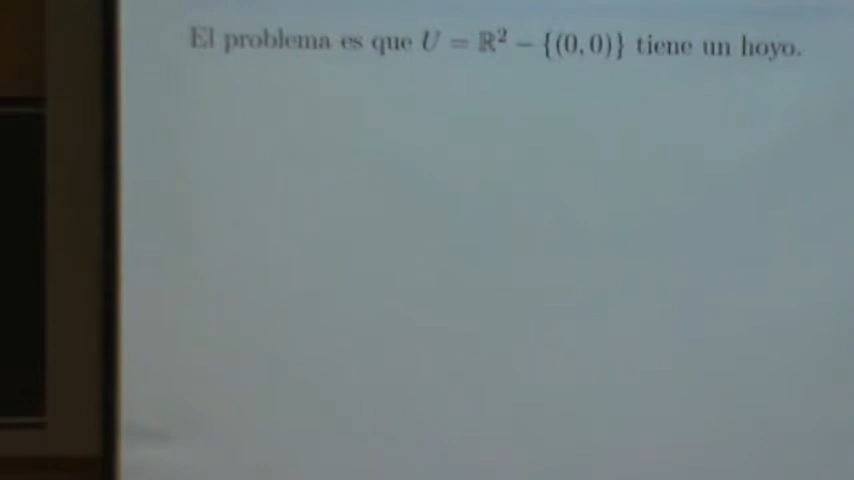 El problema es que U = ℝ² − {(0, 0)} tiene un hoyo.